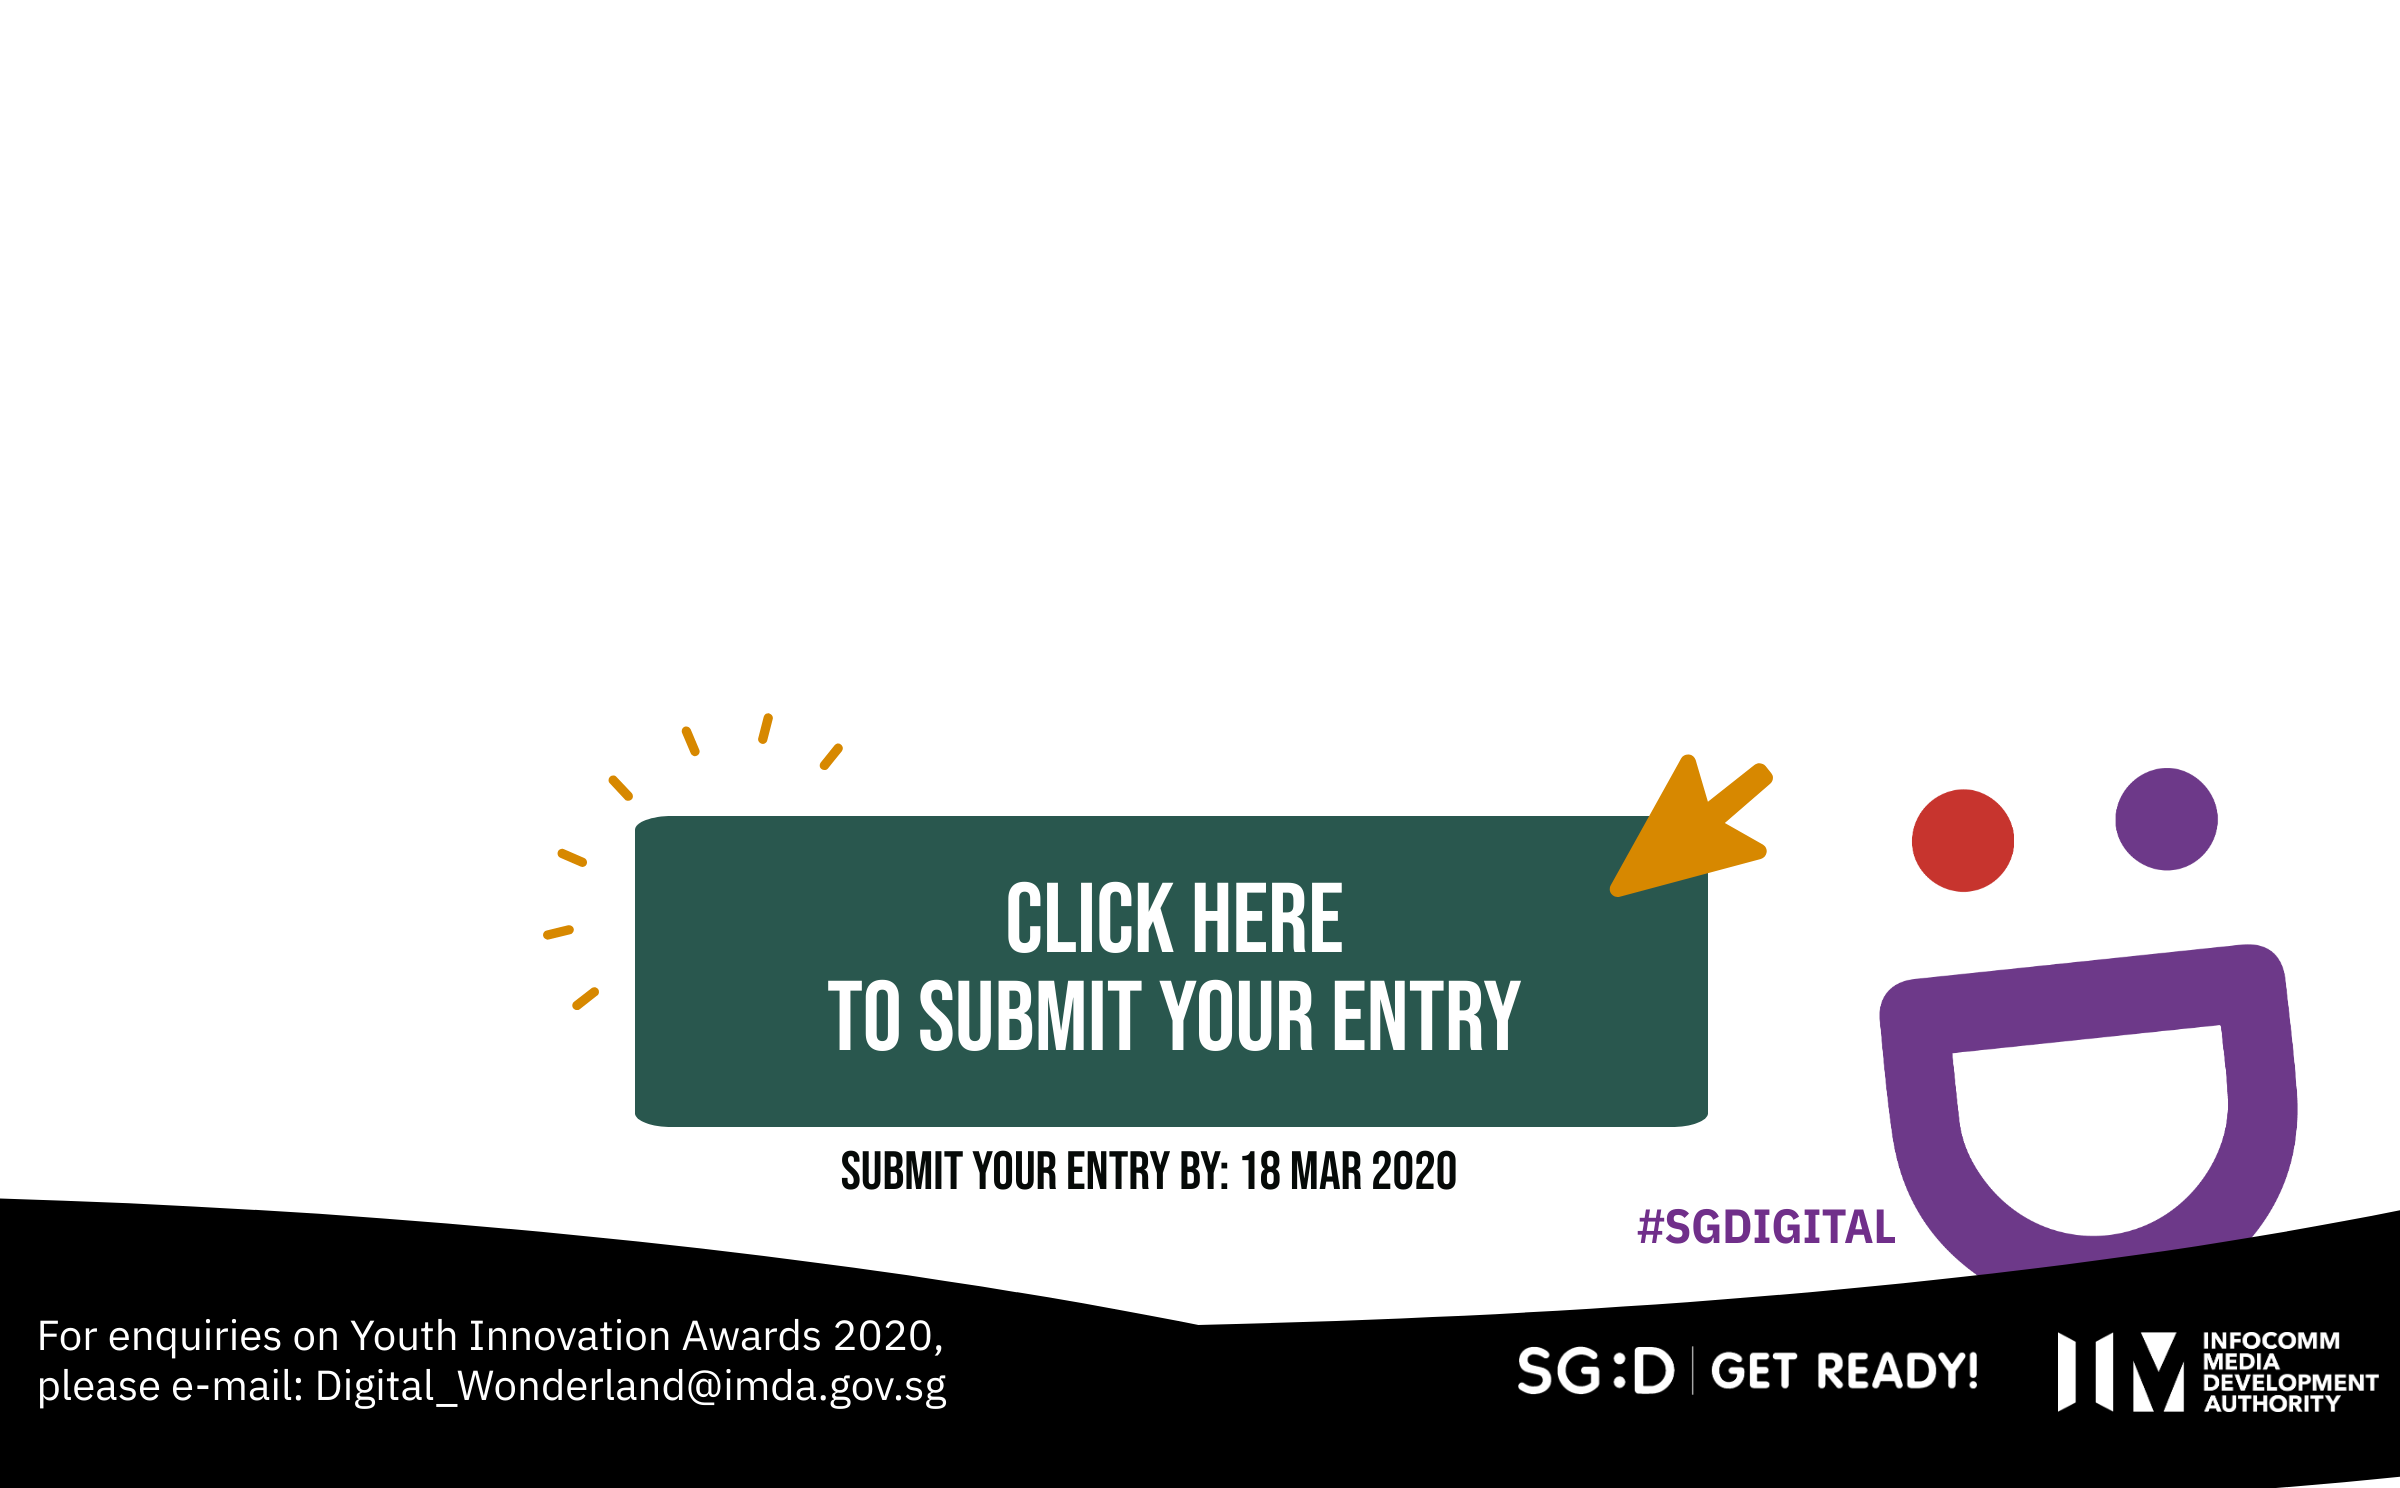 CLICK HERE
TO SUBMIT YOUR ENTRY
SUBMIT YOUR ENTRY BY: 18 MAR 2020
#SGDIGITAL
For enquiries on Youth Innovation Awards 2020,
please e-mail: Digital_Wonderland@imda.gov.sg
SG:D | GET READY!
INFOCOMM
MEDIA
DEVELOPMENT
AUTHORITY